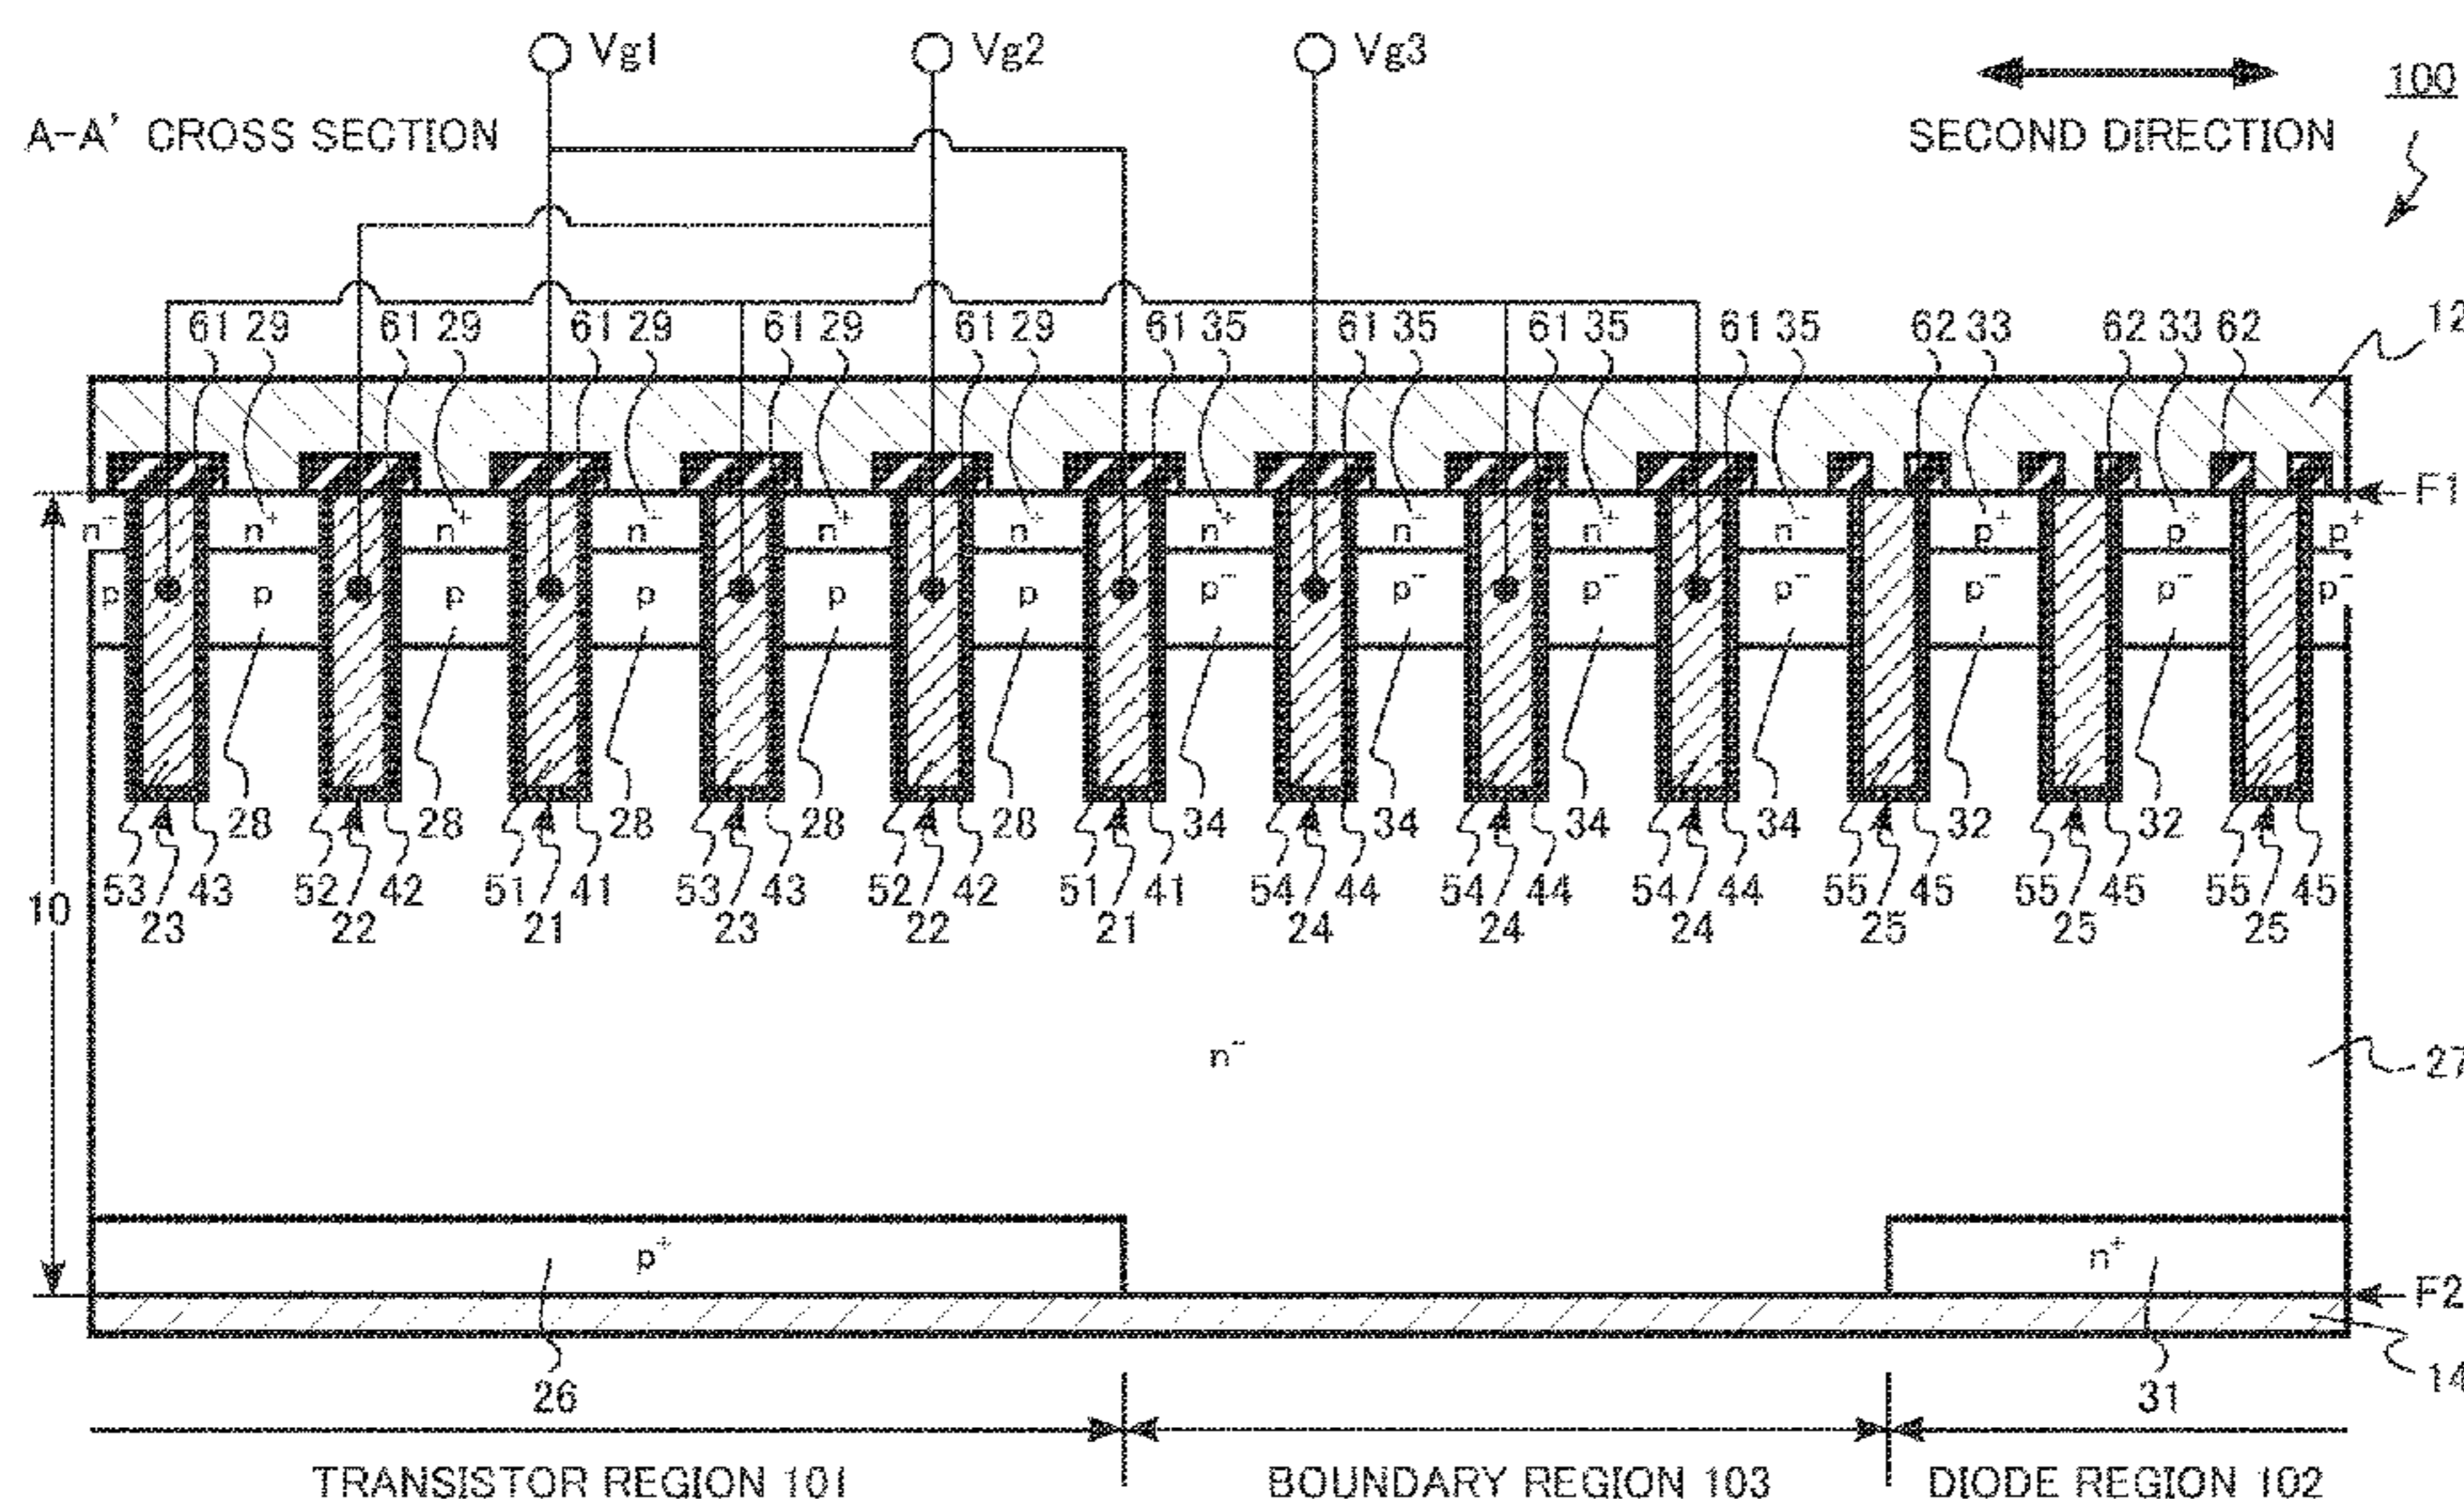 Vg1 Vg2 Vg3
100
A-A' CROSS SECTION SECOND DIRECTION
61 29 61 29 61 29 61 29 61 29 61 35 61 35 61 35 61 35 62 33 62 33 62 12
F1
n+ n+ n+ n+ n+ n+ n+ n+ n+ n+ p+ p+ p+
p p p p p p p- p- p- p- p- p- p-
28 28 28 28 28 34 34 34 34 32 32
53 43 52 42 51 41 53 43 52 42 51 41 54 44 54 44 54 44 55 45 55 45 55 45
10
23 22 21 23 22 21 24 24 24 25 25 25
n-
27
p+ n+
F2
14
26 31
TRANSISTOR REGION 101 BOUNDARY REGION 103 DIODE REGION 102